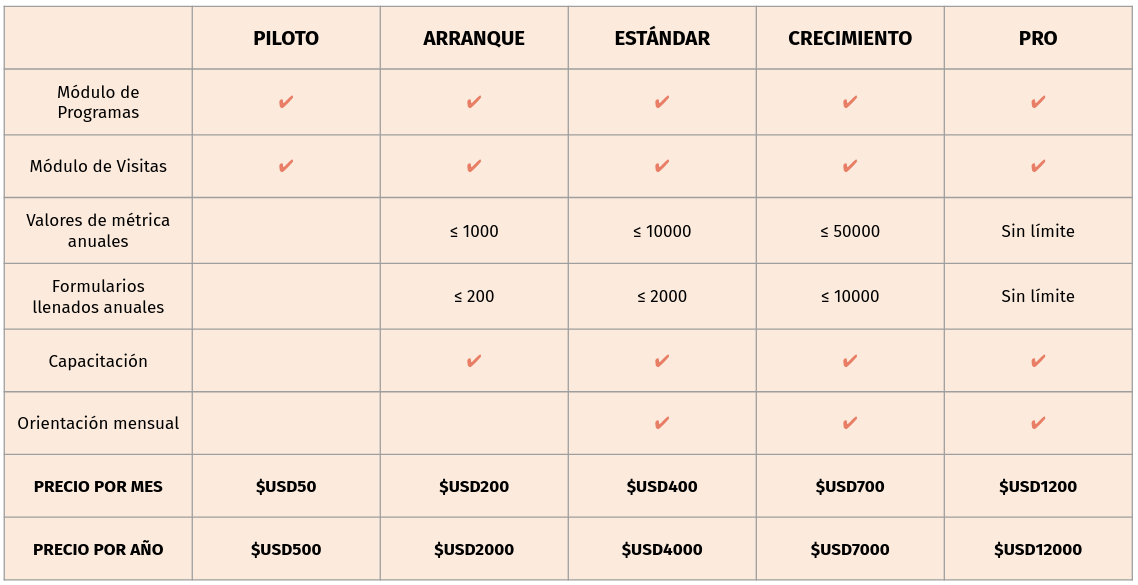 PILOTO ARRANQUE ESTÁNDAR CRECIMIENTO PRO
Módulo de
Programas ✔ ✔ ✔ ✔ ✔
Módulo de Visitas ✔ ✔ ✔ ✔ ✔
Valores de métrica
anuales ≤ 1000 ≤ 10000 ≤ 50000 Sin límite
Formularios
llenados anuales ≤ 200 ≤ 2000 ≤ 10000 Sin límite
Capacitación ✔ ✔ ✔ ✔
Orientación mensual ✔ ✔ ✔
PRECIO POR MES $USD50 $USD200 $USD400 $USD700 $USD1200
PRECIO POR AÑO $USD500 $USD2000 $USD4000 $USD7000 $USD12000